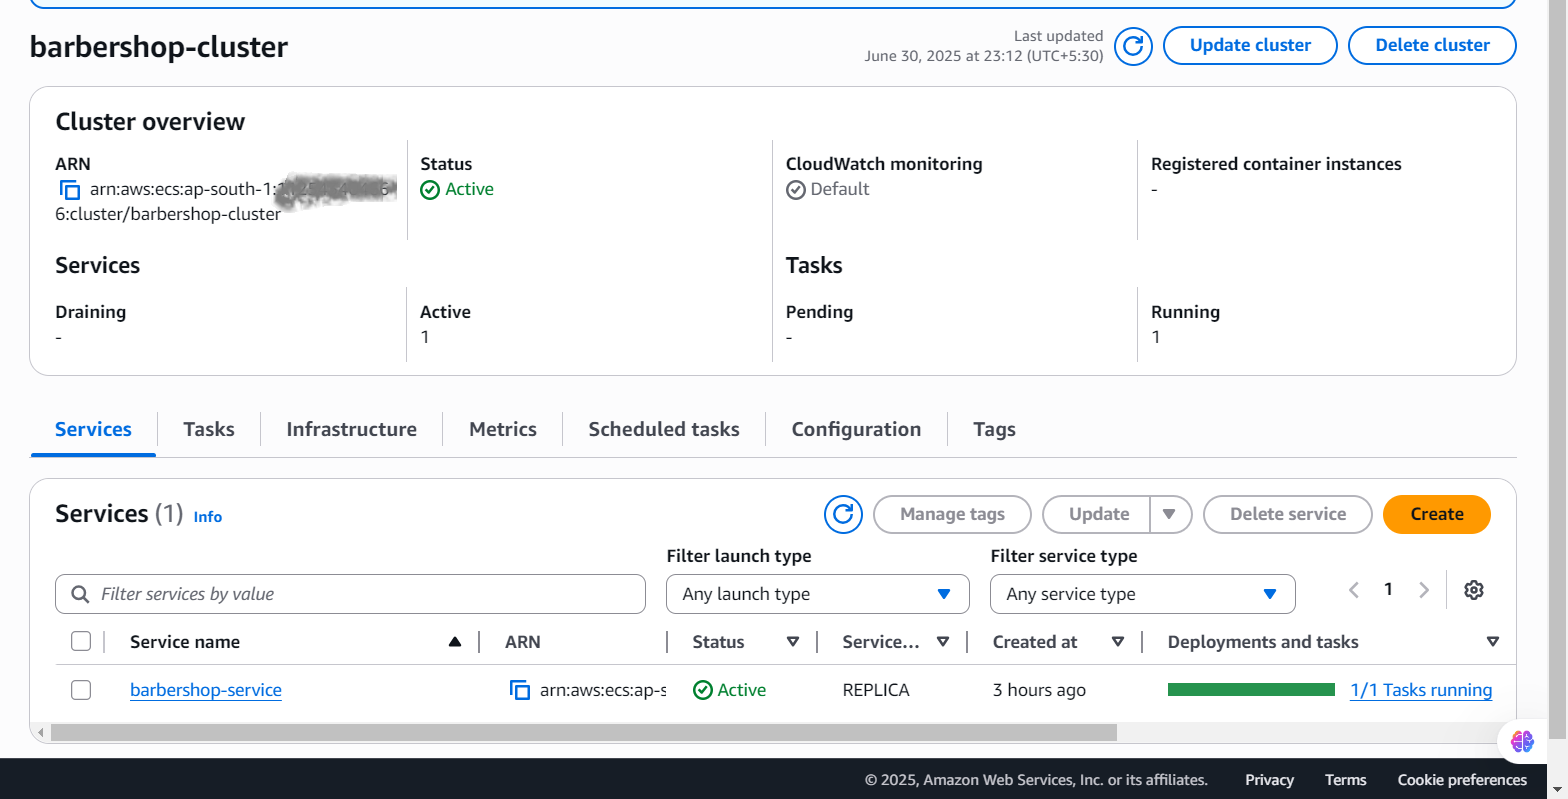 barbershop-cluster
Last updated
June 30, 2025 at 23:12 (UTC+5:30)
Update cluster
Delete cluster
Cluster overview
ARN
arn:aws:ecs:ap-south-1:
6:cluster/barbershop-cluster
Status
Active
CloudWatch monitoring
Default
Registered container instances
-
Services
Tasks
Draining
-
Active
1
Pending
-
Running
1
Services
Tasks
Infrastructure
Metrics
Scheduled tasks
Configuration
Tags
Services (1) Info
Manage tags
Update
Delete service
Create
Filter launch type
Filter service type
Filter services by value
Any launch type
Any service type
1
Service name
ARN
Status
Service...
Created at
Deployments and tasks
barbershop-service
arn:aws:ecs:ap-s
Active
REPLICA
3 hours ago
1/1 Tasks running
© 2025, Amazon Web Services, Inc. or its affiliates.
Privacy
Terms
Cookie preferences